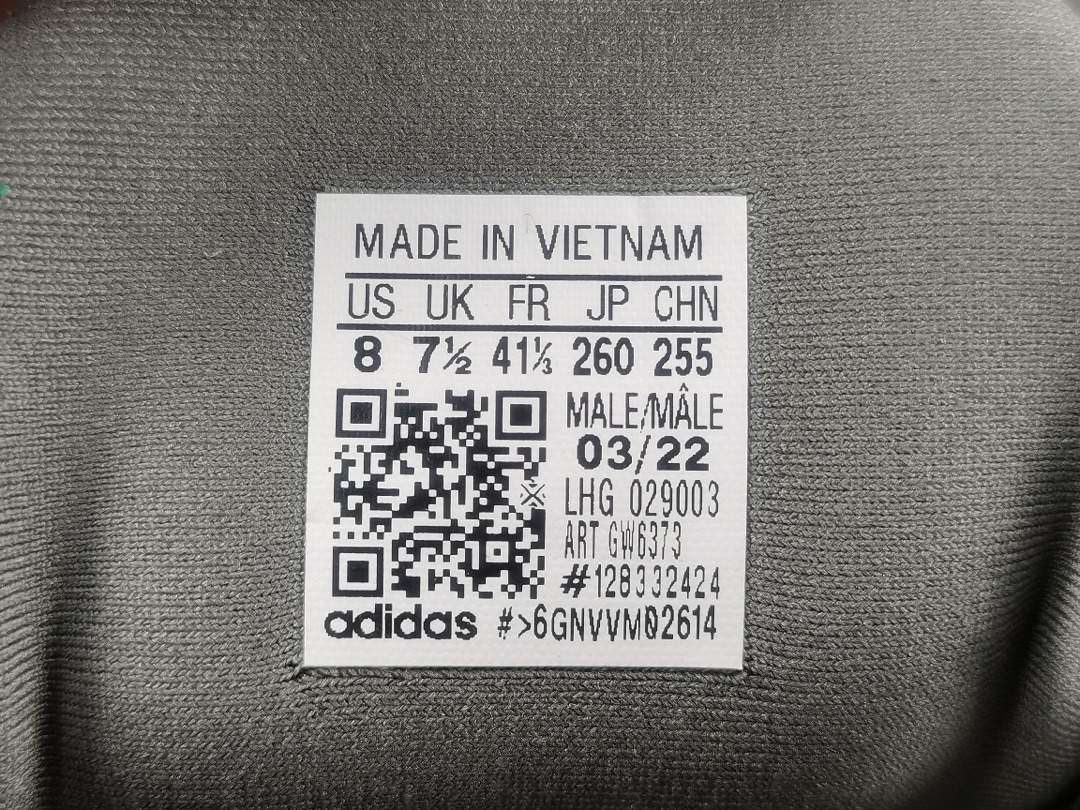 MADE IN VIETNAM
US UK FR JP CHN
8 7½ 41⅓ 260 255
MALE/MÂLE
03/22
LHG 029003
ART GW6373
#128332424
adidas #>6GNVVM02614